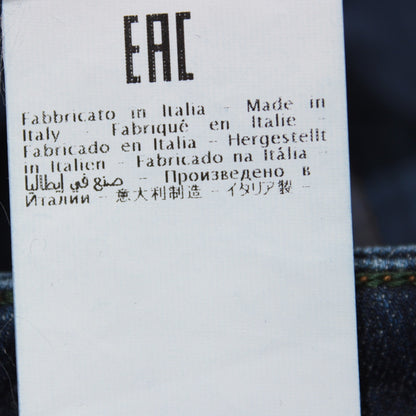 EAC
Fabbricato in Italia - Made in
Italy - Fabriqué en Italie -
Fabricado en Italia - Hergestellt
in Italien - Fabricado na Itália -
صنع في إيطاليا - Произведено в
Италии - 意大利制造 - イタリア製 -